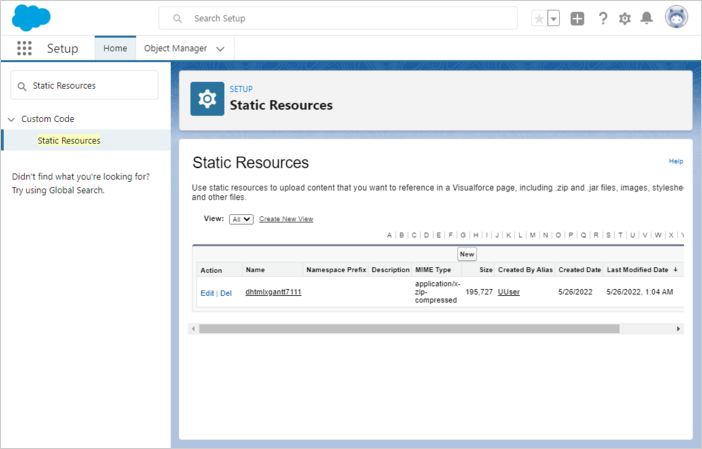 Search Setup
Setup
Home
Object Manager
Static Resources
Custom Code
Static Resources
Didn't find what you're looking for?
Try using Global Search.
SETUP
Static Resources
Static Resources
Help
Use static resources to upload content that you want to reference in a Visualforce page, including .zip and .jar files, images, styleshe
and other files.
View: All Create New View
A | B | C | D | E | F | G | H | I | J | K | L | M | N | O | P | Q | R | S | T | U | V | W | X | Y
New
Action Name Namespace Prefix Description MIME Type Size Created By Alias Created Date Last Modified Date
Edit | Del dhtmlxgantt7111 application/x-zip-compressed 195,727 UUser 5/26/2022 5/26/2022, 1:04 AM